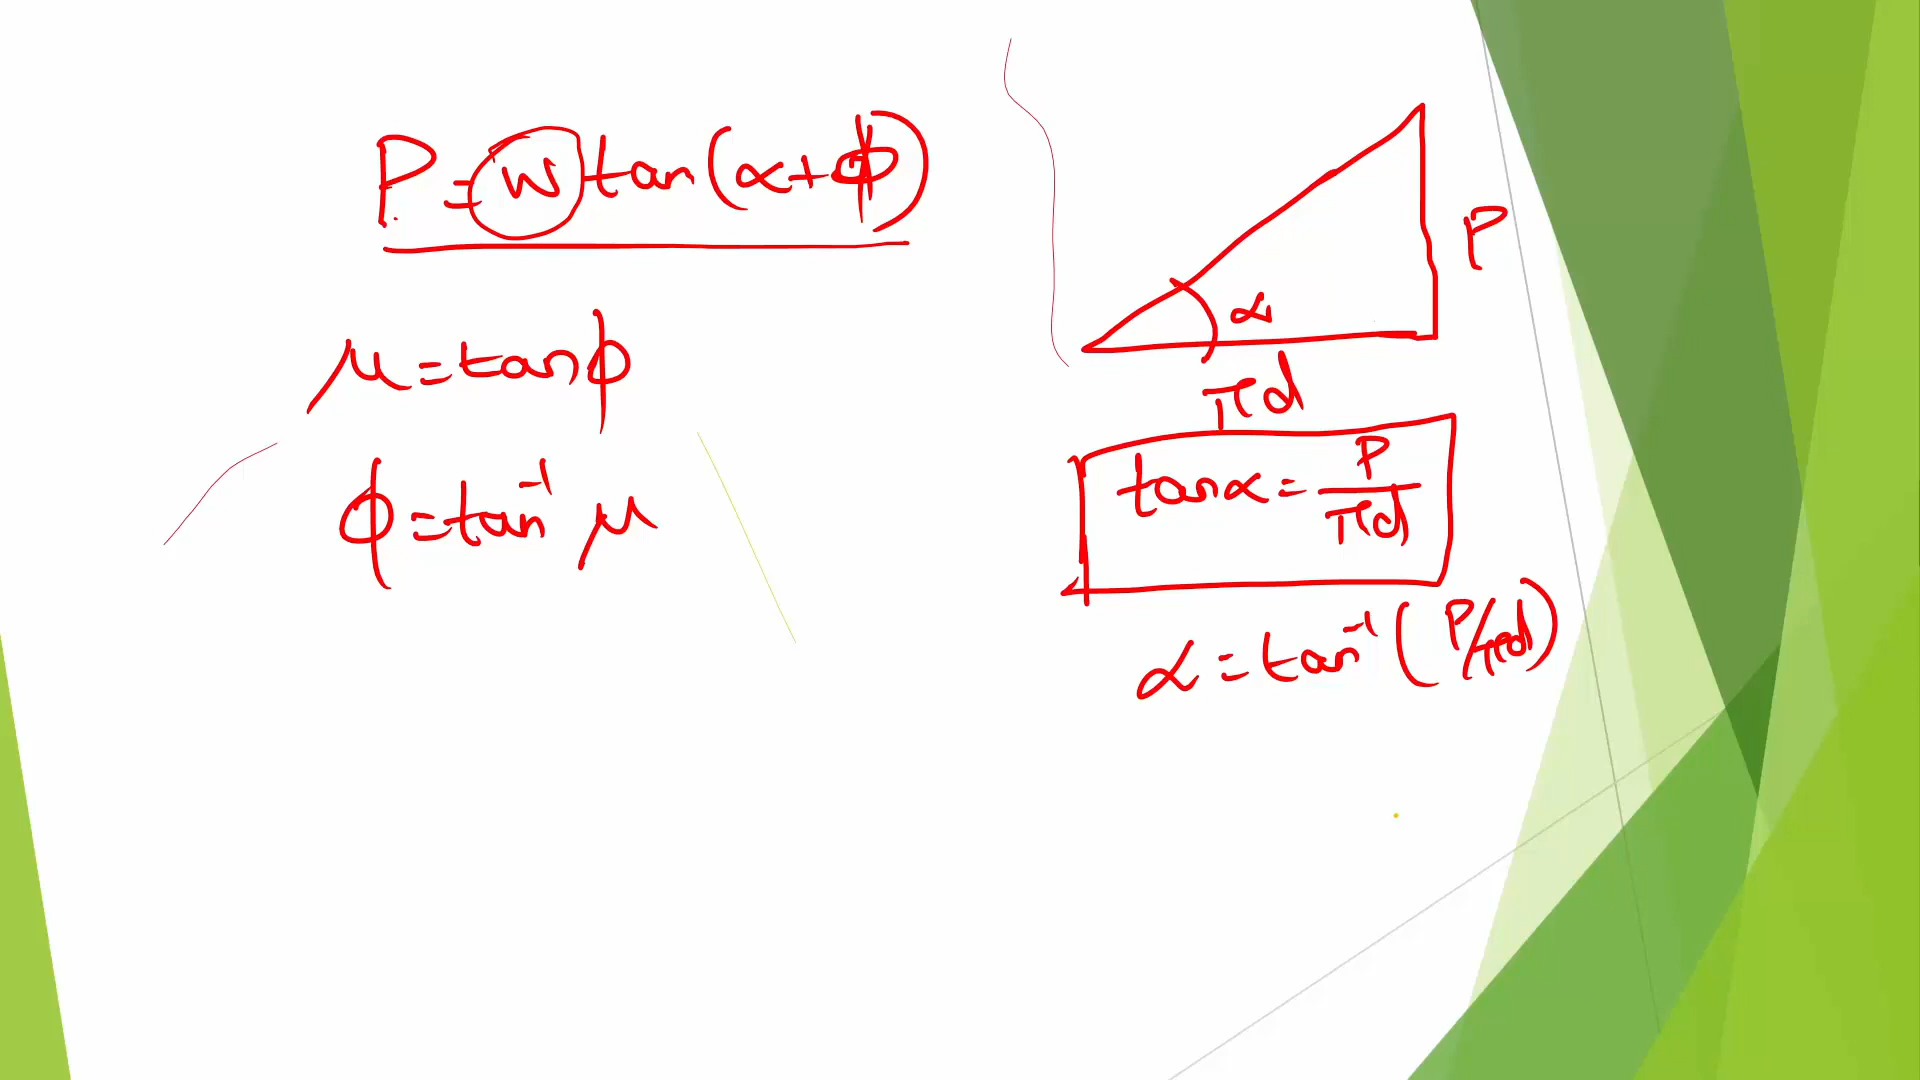 P = W tan(α+ϕ)
μ = tanϕ
ϕ = tan⁻¹ μ
P
α
πd
tanα = P/πd
α = tan⁻¹(P/πd)